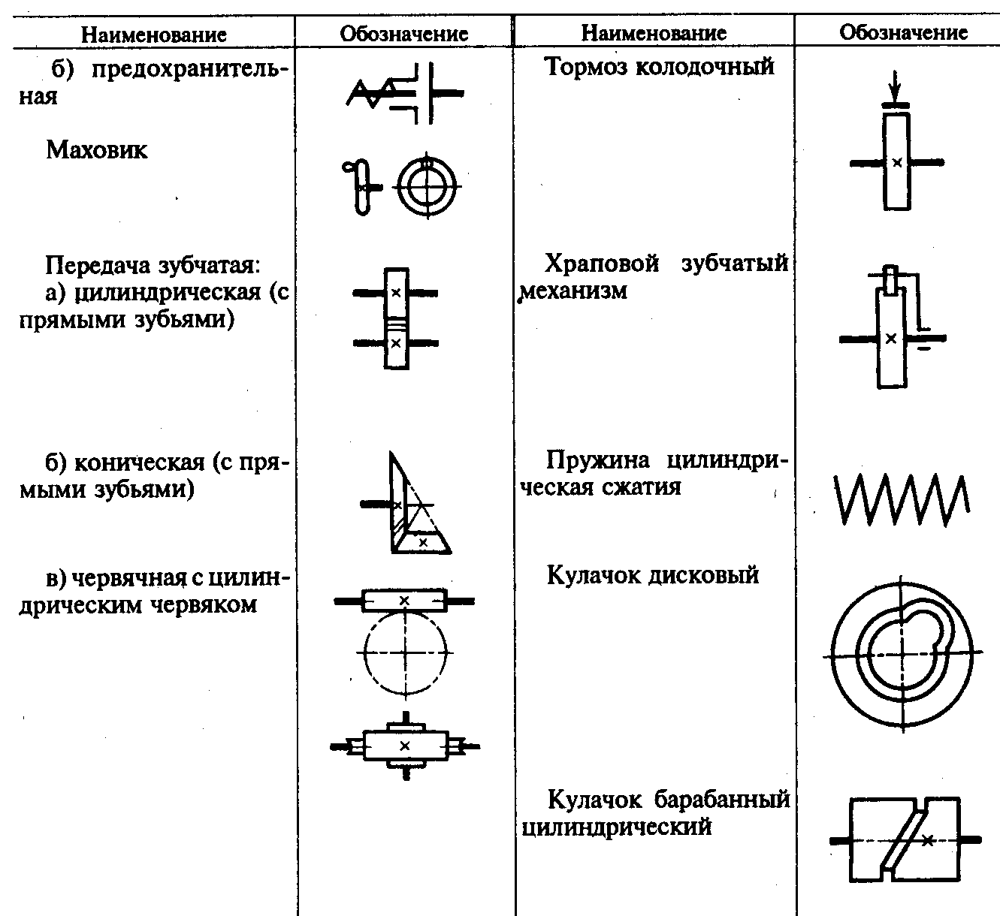 Наименование
Обозначение
Наименование
Обозначение
б) предохранитель-
ная
Маховик
Передача зубчатая:
а) цилиндрическая (с
прямыми зубьями)
б) коническая (с пря-
мыми зубьями)
в) червячная с цилин-
дрическим червяком
Тормоз колодочный
Храповой зубчатый
механизм
Пружина цилиндри-
ческая сжатия
Кулачок дисковый
Кулачок барабанный
цилиндрический